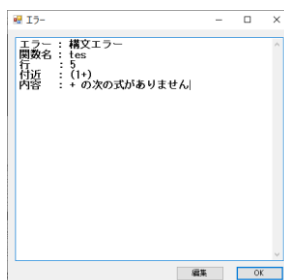 エラー
エラー : 構文エラー
関数名 : tes
行 : 5
付近 : (1+)
内容 : + の次の式がありません
編集
OK